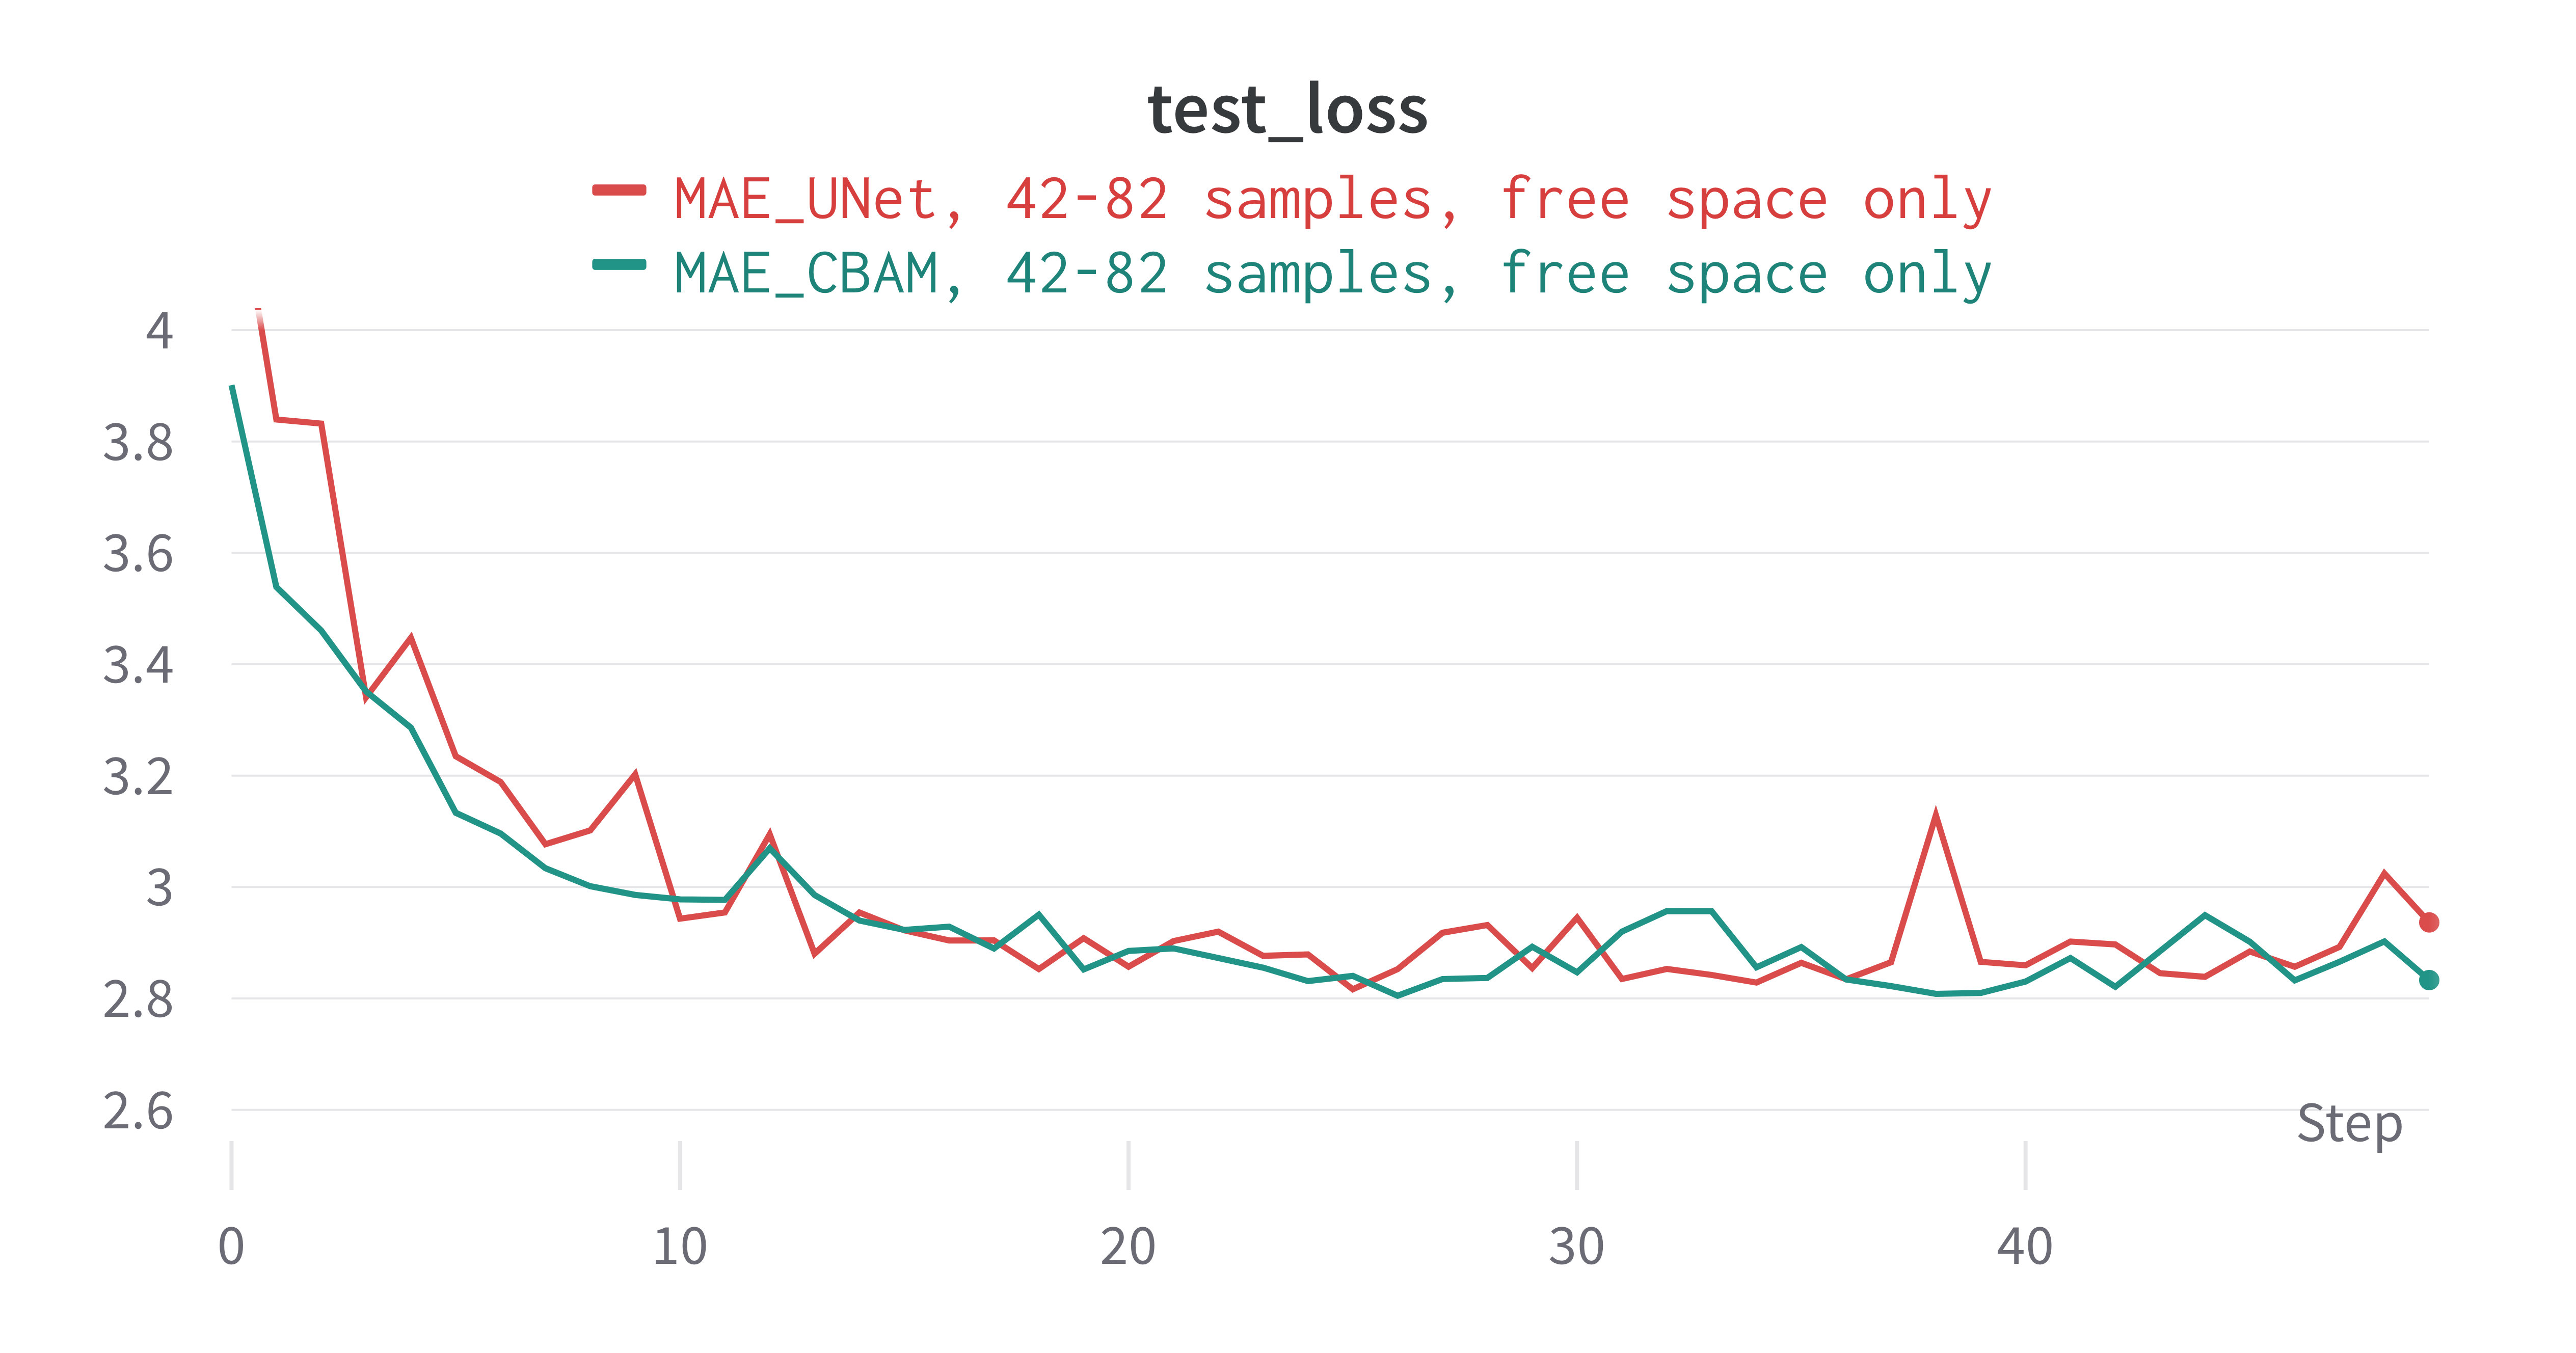 test_loss
MAE_UNet, 42-82 samples, free space only
MAE_CBAM, 42-82 samples, free space only
4
3.8
3.6
3.4
3.2
3
2.8
2.6
Step
0 10 20 30 40